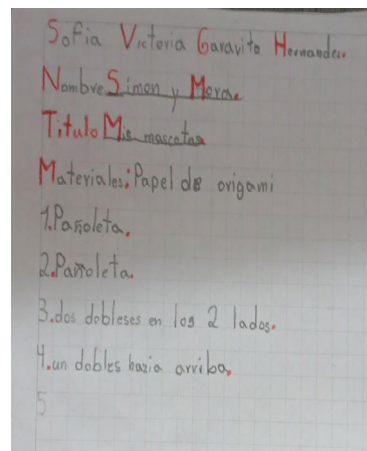 Sofia Victoria Garavito Hernandez.
Nombre Simon y Mora.
Titulo Mis mascotas
Materiales: Papel de origami
1. Pañoleta.
2. Pañoleta.
3. dos dobleses en los 2 lados.
4. un dobles hazia arriba.
5